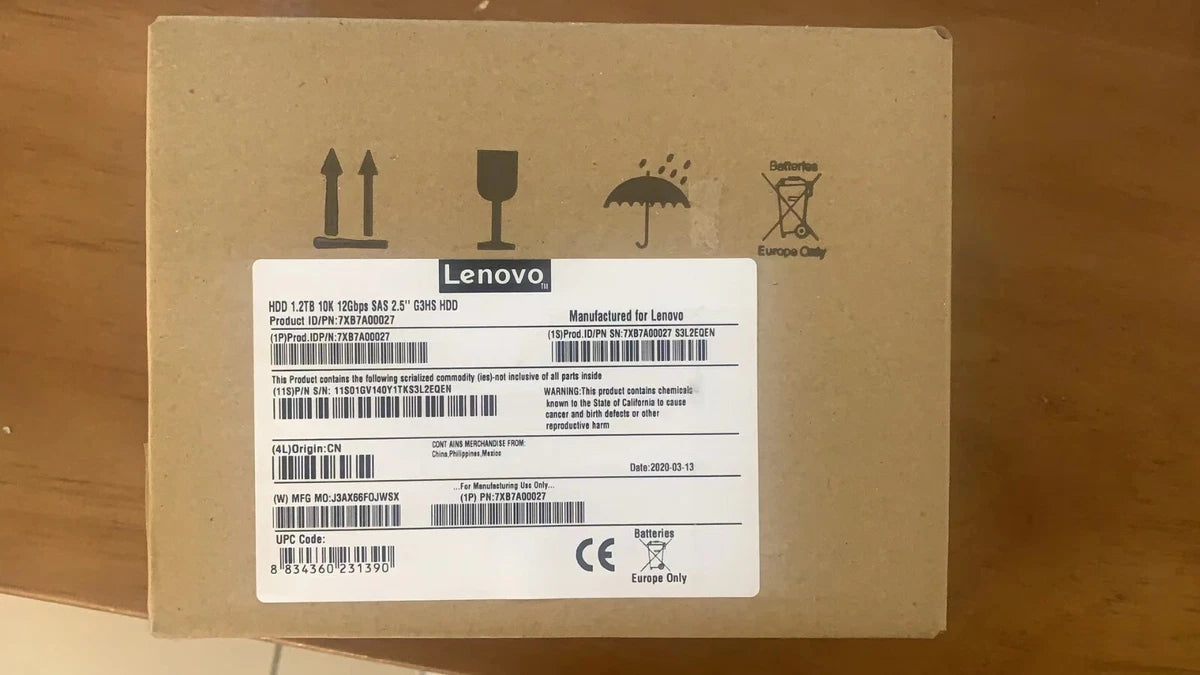 Batteries
Europe Only
Lenovo
TM
HDD 1.2TB 10K 12Gbps SAS 2.5" G3HS HDD
Product ID/PN:7XB7A00027
Manufactured for Lenovo
(1P)Prod.IDP/N:7XB7A00027
(1S)Prod.ID/PN SN:7XB7A00027 S3L2EQEN
This Product contains the following scrialized commodity (ies)-not inclusive of all parts inside
(11S)P/N S/N: 11S01GV140Y1TKS3L2EQEN
WARNING:This product contains chemicals
known to the State of California to cause
cancer and birth defects or other
reproductive harm
(4L)Origin:CN
CONT AINS MERCHANDISE FROM:
China,Philippines,Mexico
Date:2020-03-13
...For Manufacturing Use Only...
(W) MFG MO:J3AX66FOJWSX
(1P) PN:7XB7A00027
UPC Code:
8 834360 231390
CE
Batteries
Europe Only